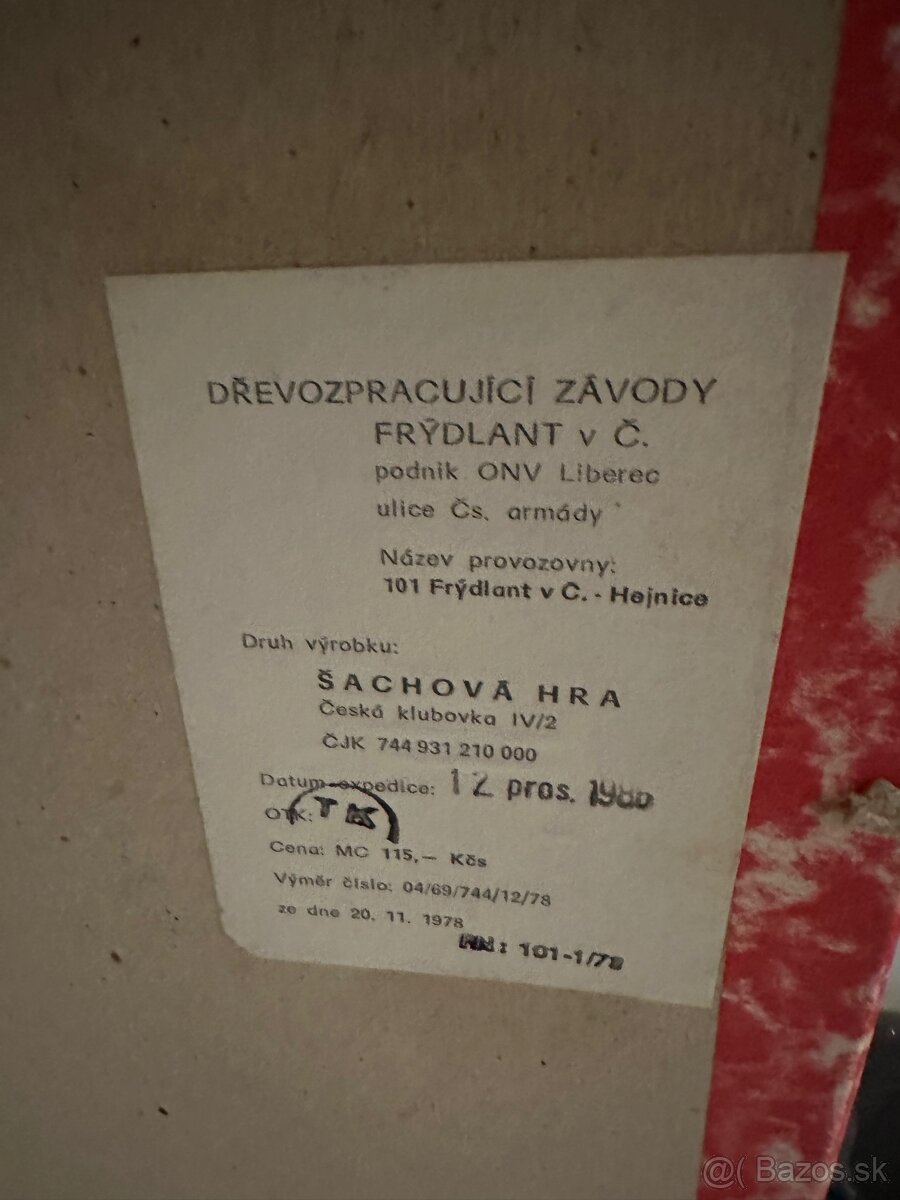 DŘEVOZPRACUJÍCÍ ZÁVODY
FRÝDLANT v Č.
podnik ONV Liberec
ulice Čs. armády
Název provozovny:
101 Frýdlant v Č. - Hejnice
Druh výrobku:
ŠACHOVÁ HRA
Česká klubovka IV/2
ČJK 744 931 210 000
Datum expedice: 12 pros.
OTK: TK
Cena: MC 115,— Kčs
Výměr číslo: 04/69/744/12/78
ze dne 20. 11. 1978
101-1/78
@( Bazos.sk